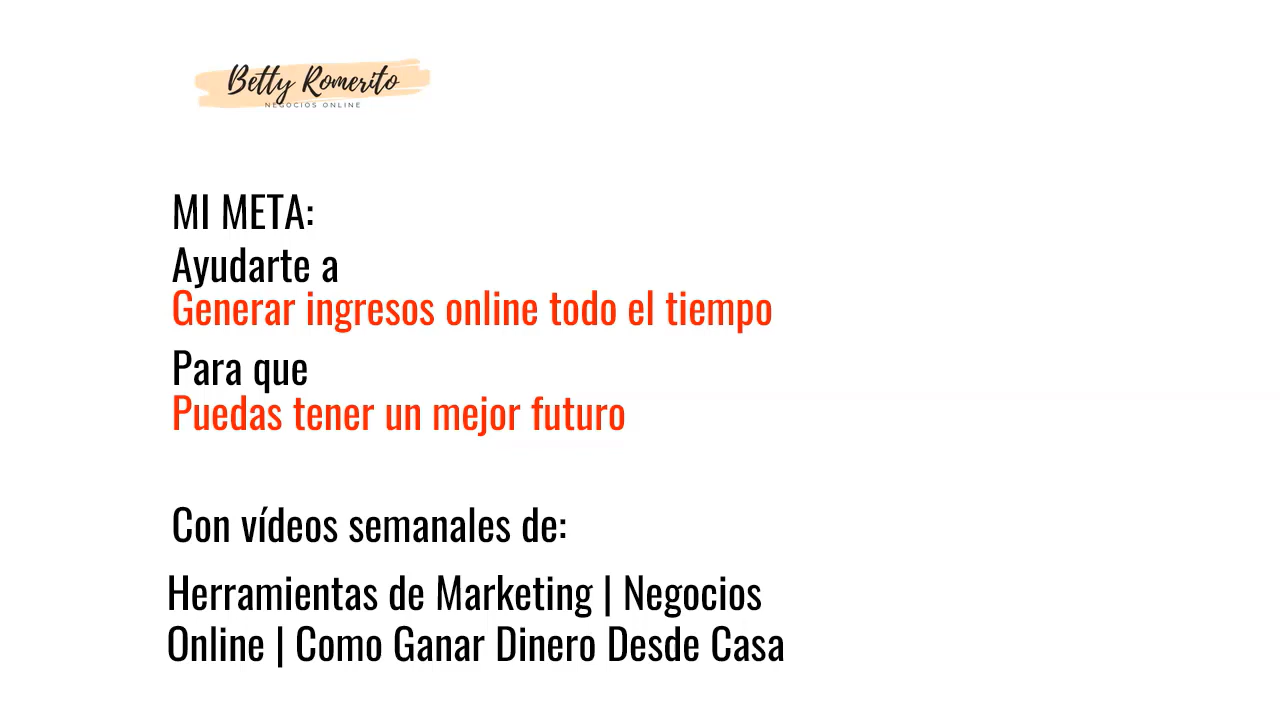 Betty Romerito
NEGOCIOS ONLINE
MI META:
Ayudarte a
Generar ingresos online todo el tiempo
Para que
Puedas tener un mejor futuro
Con vídeos semanales de:
Herramientas de Marketing | Negocios
Online | Como Ganar Dinero Desde Casa